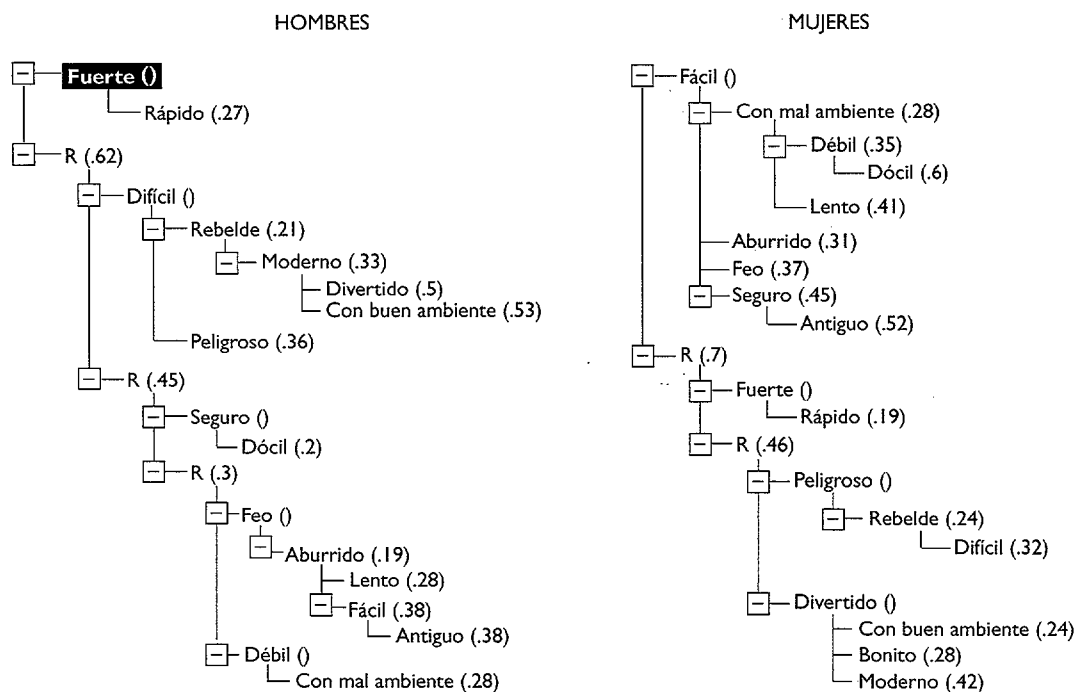 HOMBRES
Fuerte ()
Rápido (.27)
R (.62)
Difícil ()
Rebelde (.21)
Moderno (.33)
Divertido (.5)
Con buen ambiente (.53)
Peligroso (.36)
R (.45)
Seguro ()
Dócil (.2)
R (.3)
Feo ()
Aburrido (.19)
Lento (.28)
Fácil (.38)
Antiguo (.38)
Débil ()
Con mal ambiente (.28)
MUJERES
Fácil ()
Con mal ambiente (.28)
Débil (.35)
Dócil (.6)
Lento (.41)
Aburrido (.31)
Feo (.37)
Seguro (.45)
Antiguo (.52)
R (.7)
Fuerte ()
Rápido (.19)
R (.46)
Peligroso ()
Rebelde (.24)
Difícil (.32)
Divertido ()
Con buen ambiente (.24)
Bonito (.28)
Moderno (.42)